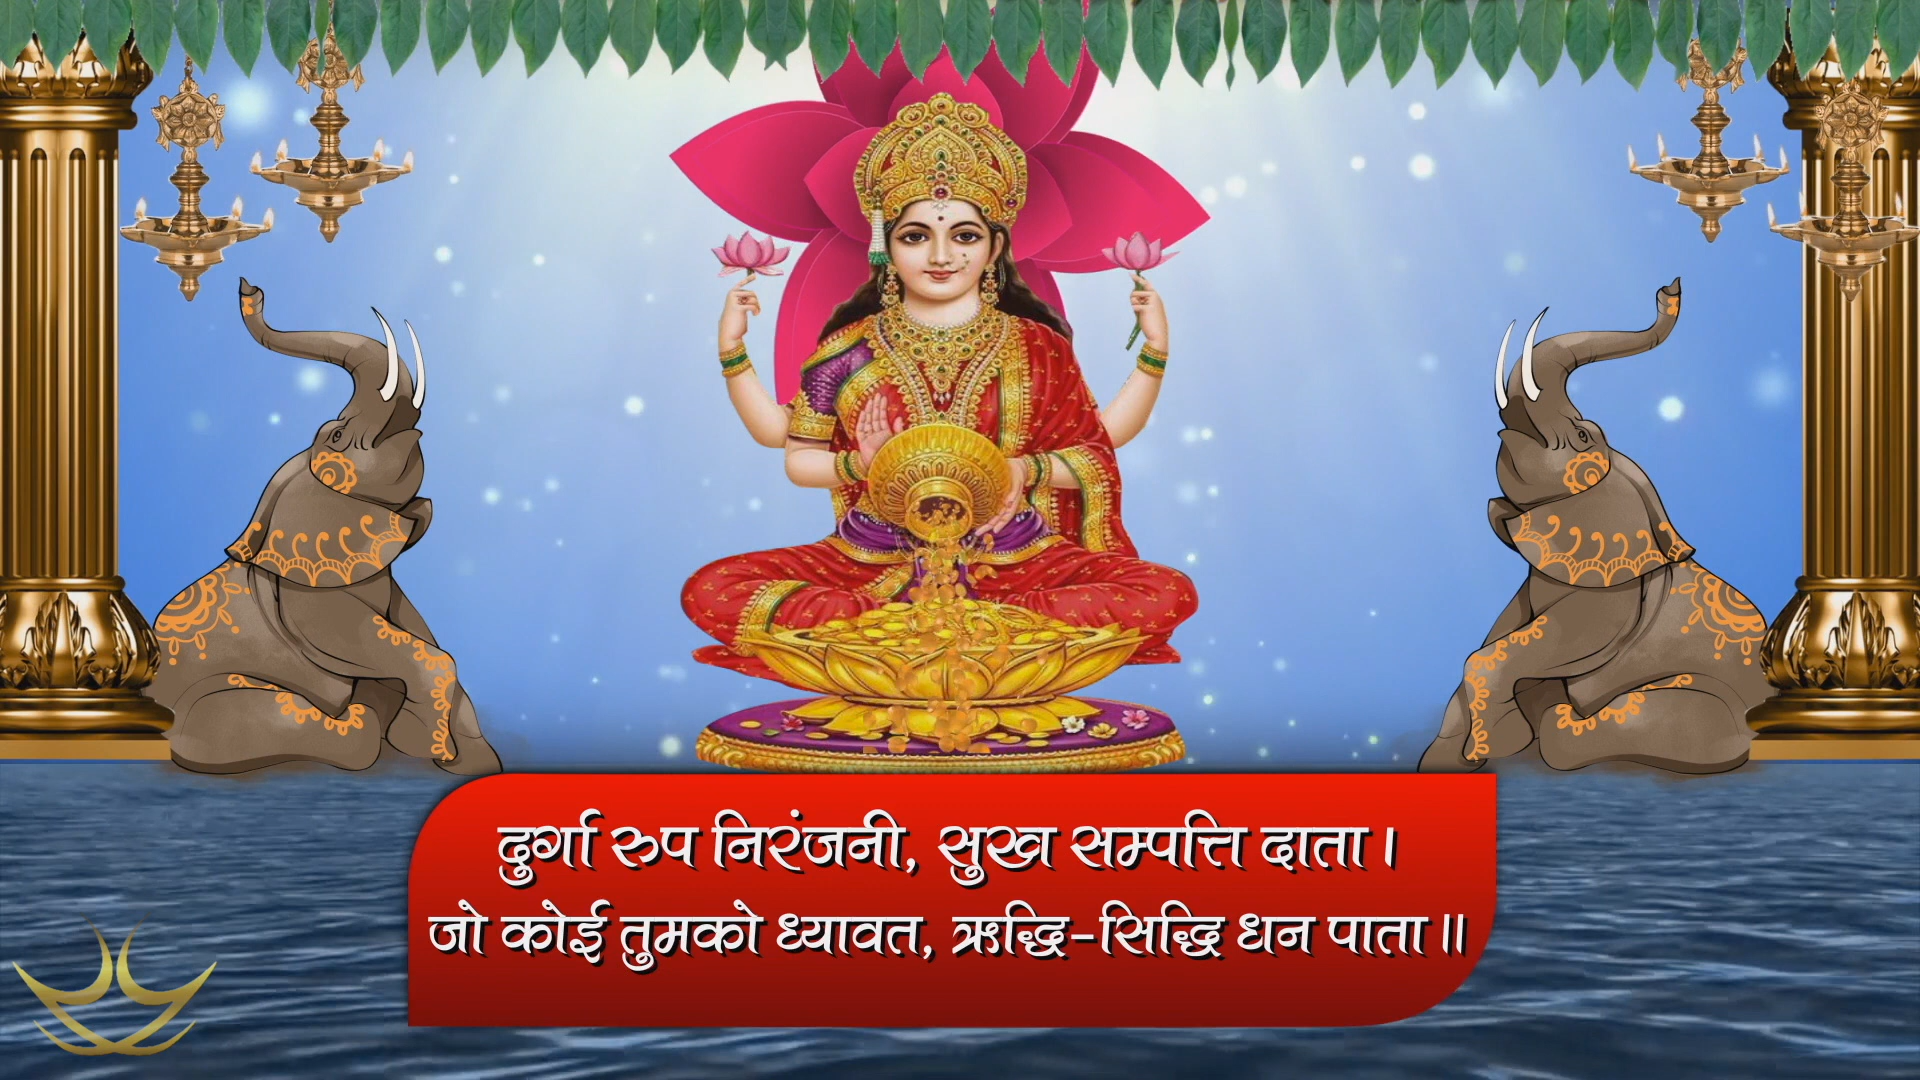 दुर्गा रुप निरंजनी, सुख सम्पत्ति दाता।
जो कोई तुमको ध्यावत, ऋद्धि-सिद्धि धन पाता॥